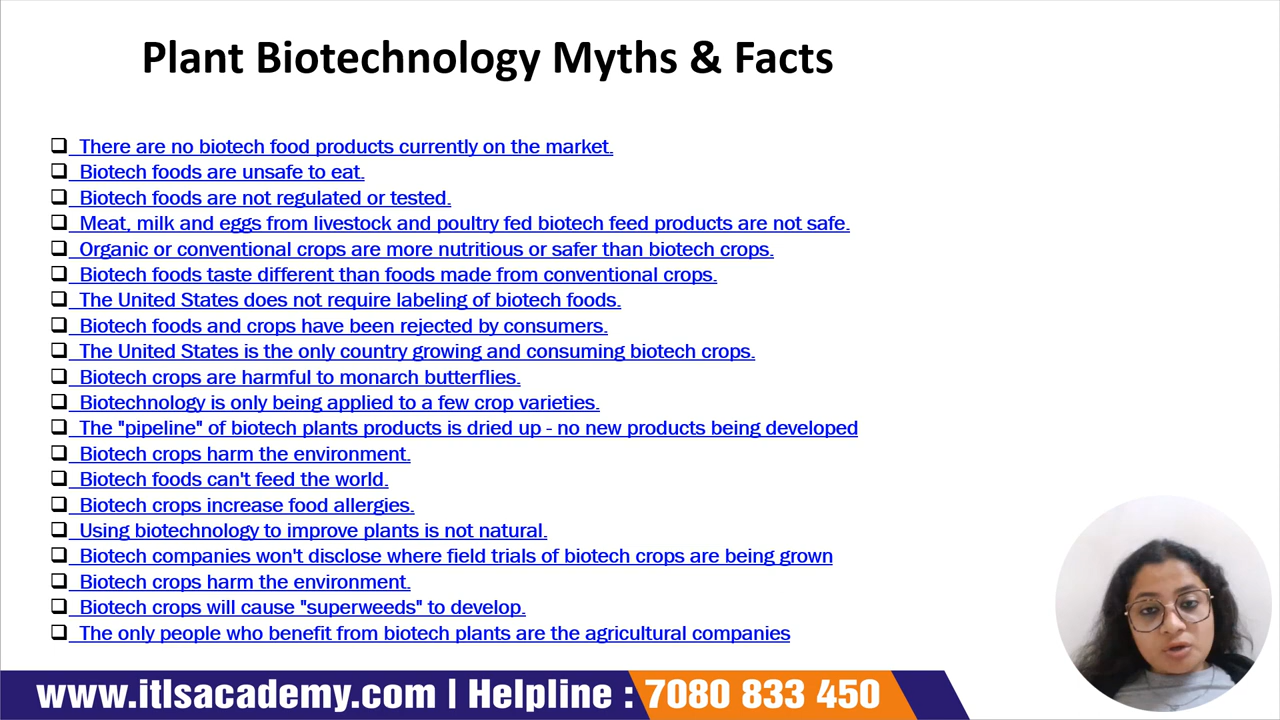 Plant Biotechnology Myths & Facts
❑ There are no biotech food products currently on the market.
❑ Biotech foods are unsafe to eat.
❑ Biotech foods are not regulated or tested.
❑ Meat, milk and eggs from livestock and poultry fed biotech feed products are not safe.
❑ Organic or conventional crops are more nutritious or safer than biotech crops.
❑ Biotech foods taste different than foods made from conventional crops.
❑ The United States does not require labeling of biotech foods.
❑ Biotech foods and crops have been rejected by consumers.
❑ The United States is the only country growing and consuming biotech crops.
❑ Biotech crops are harmful to monarch butterflies.
❑ Biotechnology is only being applied to a few crop varieties.
❑ The "pipeline" of biotech plants products is dried up - no new products being developed
❑ Biotech crops harm the environment.
❑ Biotech foods can't feed the world.
❑ Biotech crops increase food allergies.
❑ Using biotechnology to improve plants is not natural.
❑ Biotech companies won't disclose where field trials of biotech crops are being grown
❑ Biotech crops harm the environment.
❑ Biotech crops will cause "superweeds" to develop.
❑ The only people who benefit from biotech plants are the agricultural companies
www.itlsacademy.com | Helpline : 7080 833 450